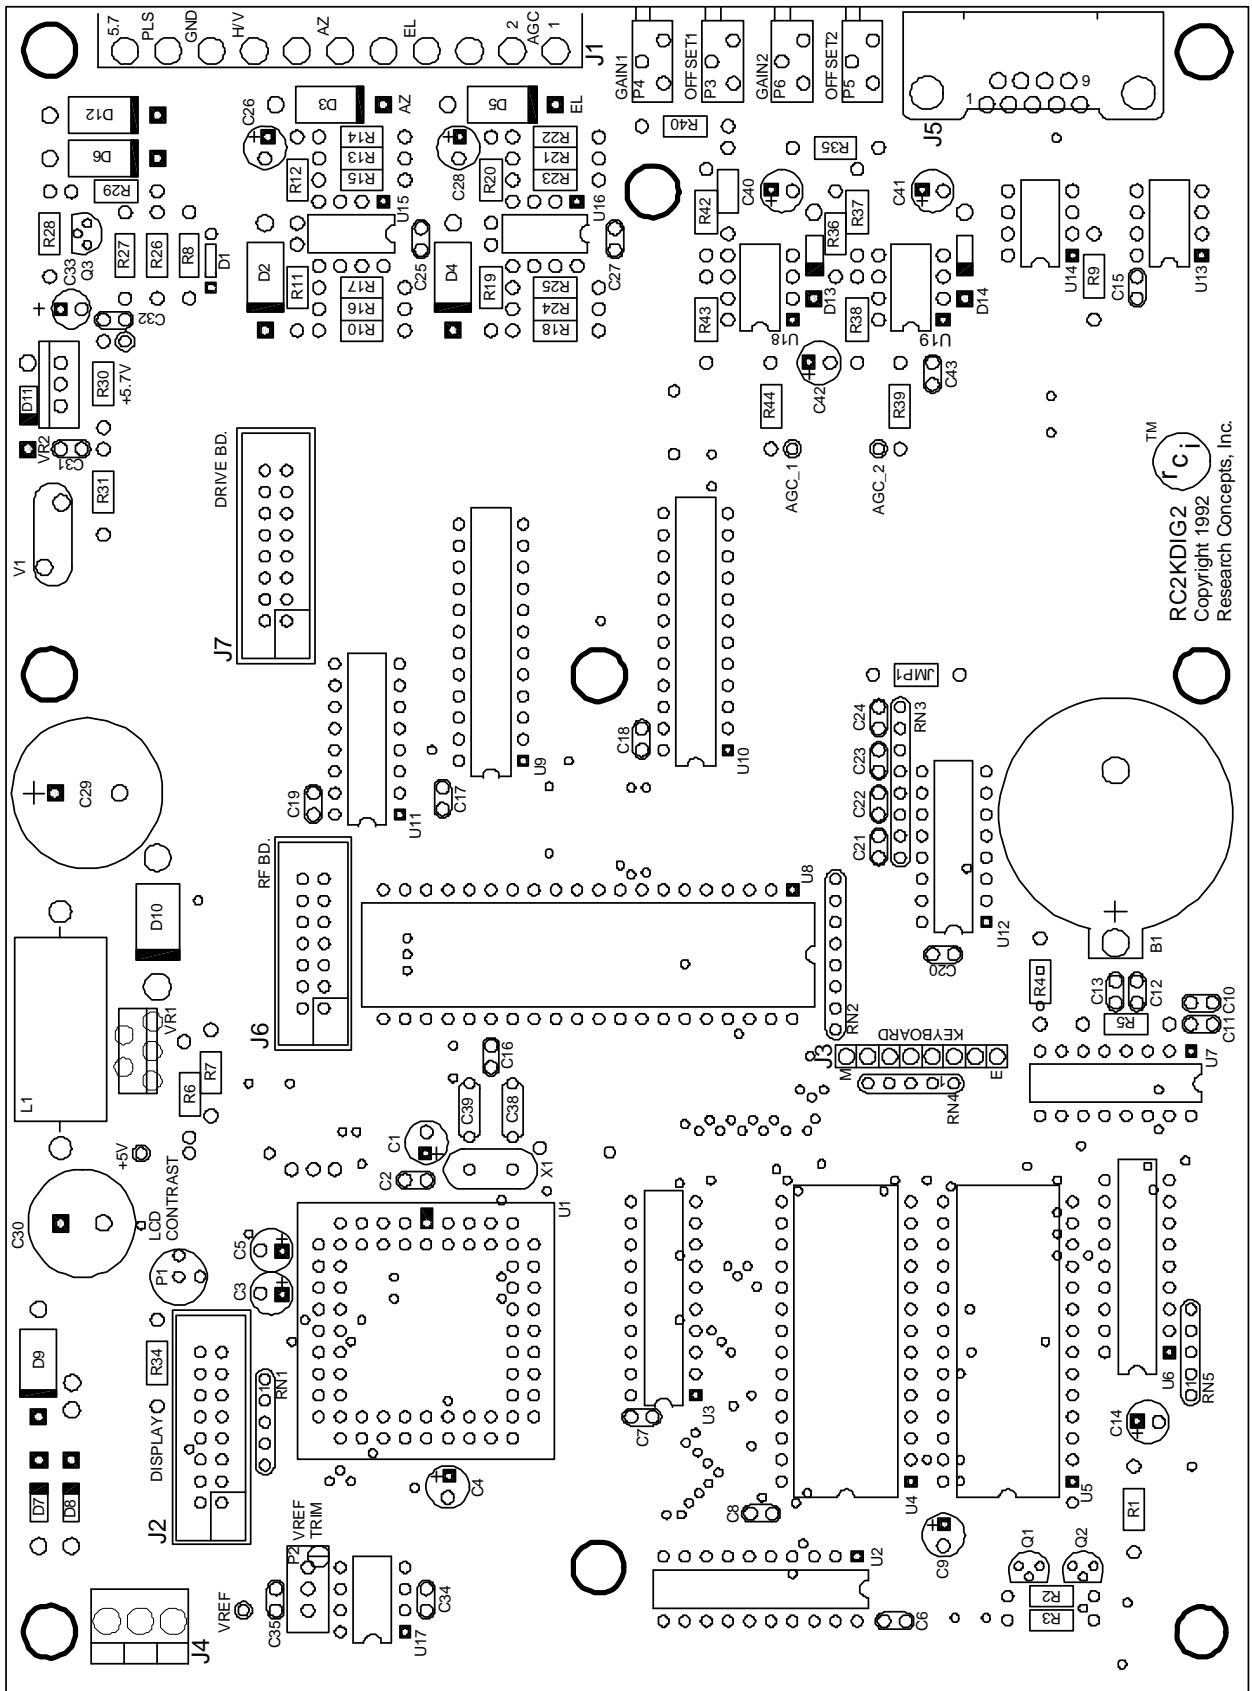 5.7
PLS
GND
H/V
AZ
EL
2
AGC
1
J1
GAIN1
P4
OFFSET1
P3
GAIN2
P6
OFFSET2
P5
1
6
J5
D12
D6
R29
R28
C33
Q3
R27
R26
R8
D1
C32
D11
VR2
R30
+5.7V
C31
R31
V1
C26
D3
AZ
R12
R14
R13
R15
U15
D2
R11
C25
R17
R16
R10
C28
D5
EL
R20
R22
R21
R23
U16
D4
R19
C27
R25
R24
R18
R40
R35
R42
C40
R36
R37
C41
R43
U18
D13
R38
U19
D14
C42
C43
R44
R39
AGC_1
AGC_2
U14
R9
C15
U13
DRIVE BD.
J7
U9
U10
C18
C17
U11
C19
TM
rci
RC2KDIG2
Copyright 1992
Research Concepts, Inc.
JMP1
C24
C23
C22
C21
RN3
U12
C20
B1
C29
D10
L1
VR1
R6
R7
RF BD.
J6
U8
RN2
C16
C39
C38
X1
C1
C2
J3
KEYBOARD
M
E
RN4
1
R4
R5
C13
C12
C10
C11
U7
+5V
C30
LCD
CONTRAST
P1
C5
C3
U1
D9
R34
DISPLAY
J2
RN1
1
D7
D8
C4
VREF
TRIM
P2
VREF
C35
C34
U17
J4
C7
U3
U4
U5
U6
RN5
1
C14
C8
U2
C9
C6
Q1
Q2
R2
R3
R1